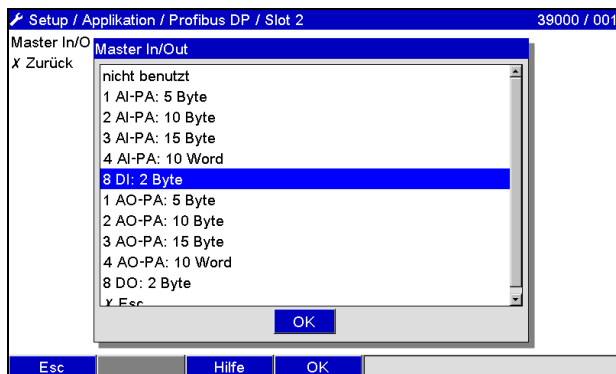 Setup / Applikation / Profibus DP / Slot 2 39000 / 001
Master In/O
X Zurück
Master In/Out
nicht benutzt
1 AI-PA: 5 Byte
2 AI-PA: 10 Byte
3 AI-PA: 15 Byte
4 AI-PA: 10 Word
8 DI: 2 Byte
1 AO-PA: 5 Byte
2 AO-PA: 10 Byte
3 AO-PA: 15 Byte
4 AO-PA: 10 Word
8 DO: 2 Byte
X Esc
OK
Esc Hilfe OK